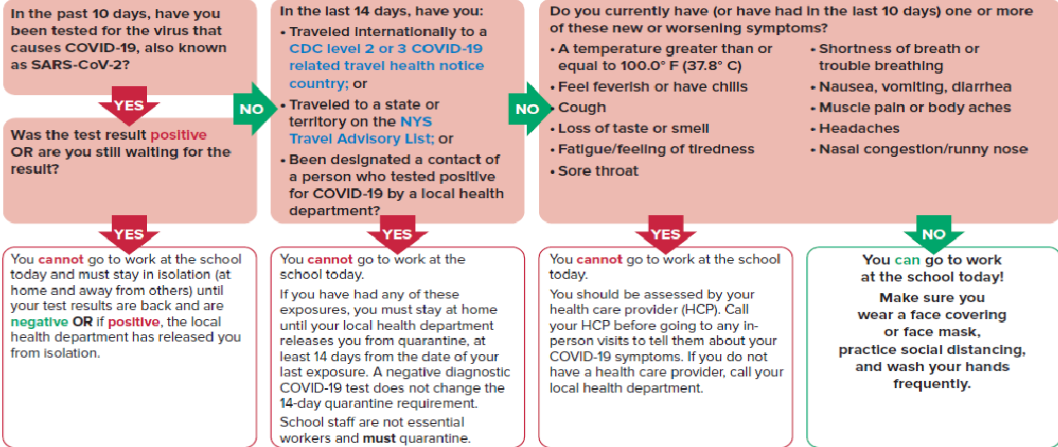 In the past 10 days, have you
been tested for the virus that
causes COVID-19, also known
as SARS-CoV-2?
YES
Was the test result positive
OR are you still waiting for the
result?
YES
You cannot go to work at the school
today and must stay in isolation (at
home and away from others) until
your test results are back and are
negative OR if positive, the local
health department has released you
from isolation.
NO
In the last 14 days, have you:
• Traveled internationally to a
CDC level 2 or 3 COVID-19
related travel health notice
country; or
• Traveled to a state or
territory on the NYS
Travel Advisory List; or
• Been designated a contact of
a person who tested positive
for COVID-19 by a local health
department?
YES
You cannot go to work at the
school today.
If you have had any of these
exposures, you must stay at home
until your local health department
releases you from quarantine, at
least 14 days from the date of your
last exposure. A negative diagnostic
COVID-19 test does not change the
14-day quarantine requirement.
School staff are not essential
workers and must quarantine.
NO
Do you currently have (or have had in the last 10 days) one or more
of these new or worsening symptoms?
• A temperature greater than or
equal to 100.0° F (37.8° C)
• Feel feverish or have chills
• Cough
• Loss of taste or smell
• Fatigue/feeling of tiredness
• Sore throat
• Shortness of breath or
trouble breathing
• Nausea, vomiting, diarrhea
• Muscle pain or body aches
• Headaches
• Nasal congestion/runny nose
YES
You cannot go to work at the school
today.
You should be assessed by your
health care provider (HCP). Call
your HCP before going to any in-
person visits to tell them about your
COVID-19 symptoms. If you do not
have a health care provider, call your
local health department.
NO
You can go to work
at the school today!
Make sure you
wear a face covering
or face mask,
practice social distancing,
and wash your hands
frequently.